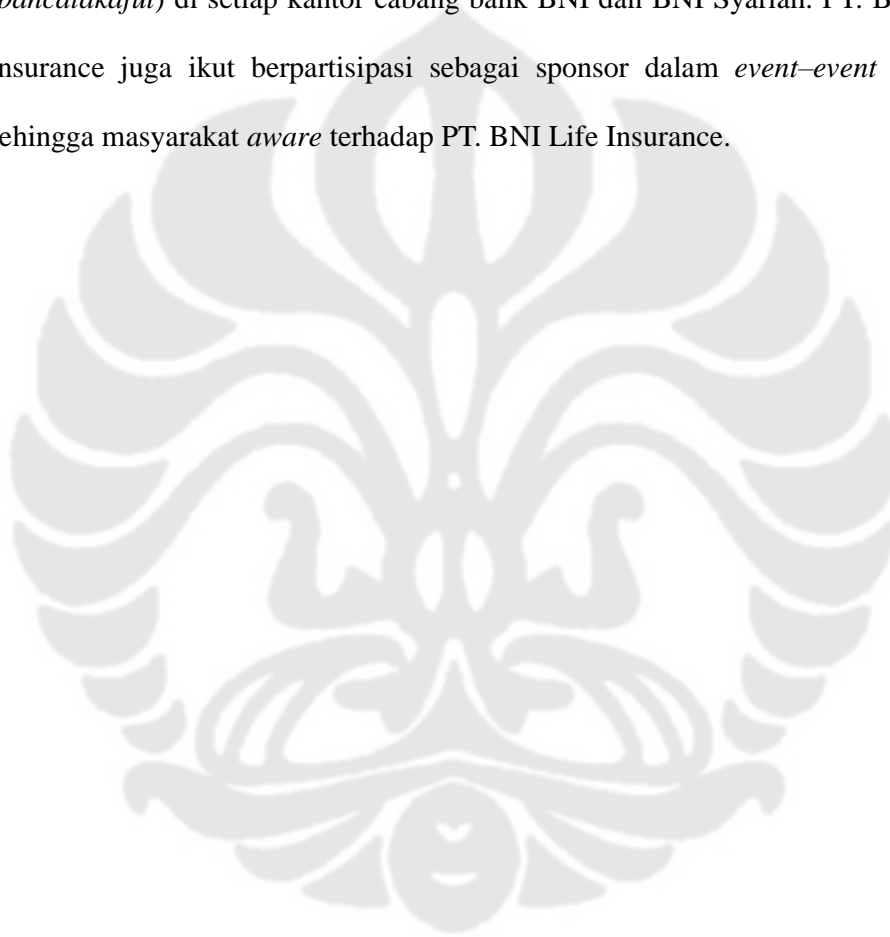 bancatakaful) di setiap kantor cabang bank BNI dan BNI Syariah. PT. B
nsurance juga ikut berpartisipasi sebagai sponsor dalam event–event
ehingga masyarakat aware terhadap PT. BNI Life Insurance.